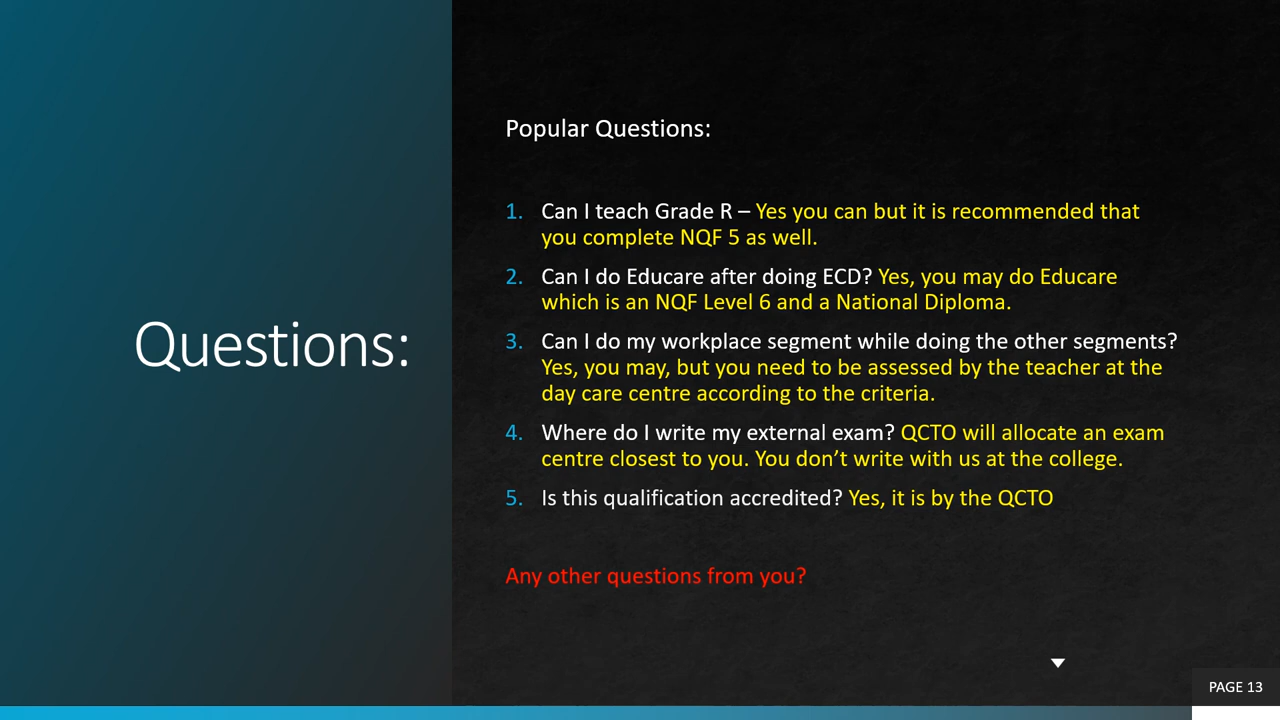 Questions:
Popular Questions:
1. Can I teach Grade R – Yes you can but it is recommended that
you complete NQF 5 as well.
2. Can I do Educare after doing ECD? Yes, you may do Educare
which is an NQF Level 6 and a National Diploma.
3. Can I do my workplace segment while doing the other segments?
Yes, you may, but you need to be assessed by the teacher at the
day care centre according to the criteria.
4. Where do I write my external exam? QCTO will allocate an exam
centre closest to you. You don’t write with us at the college.
5. Is this qualification accredited? Yes, it is by the QCTO
Any other questions from you?
PAGE 13